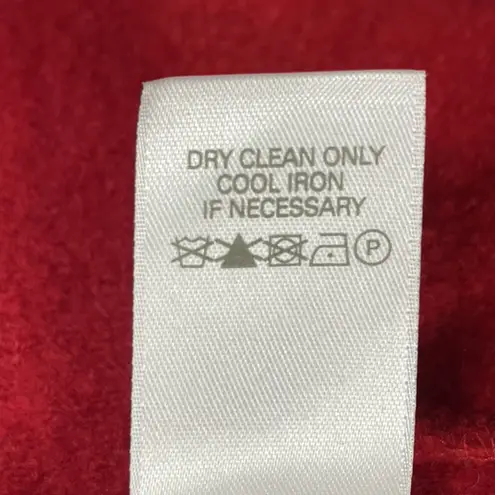 DRY CLEAN ONLY
COOL IRON
IF NECESSARY
P